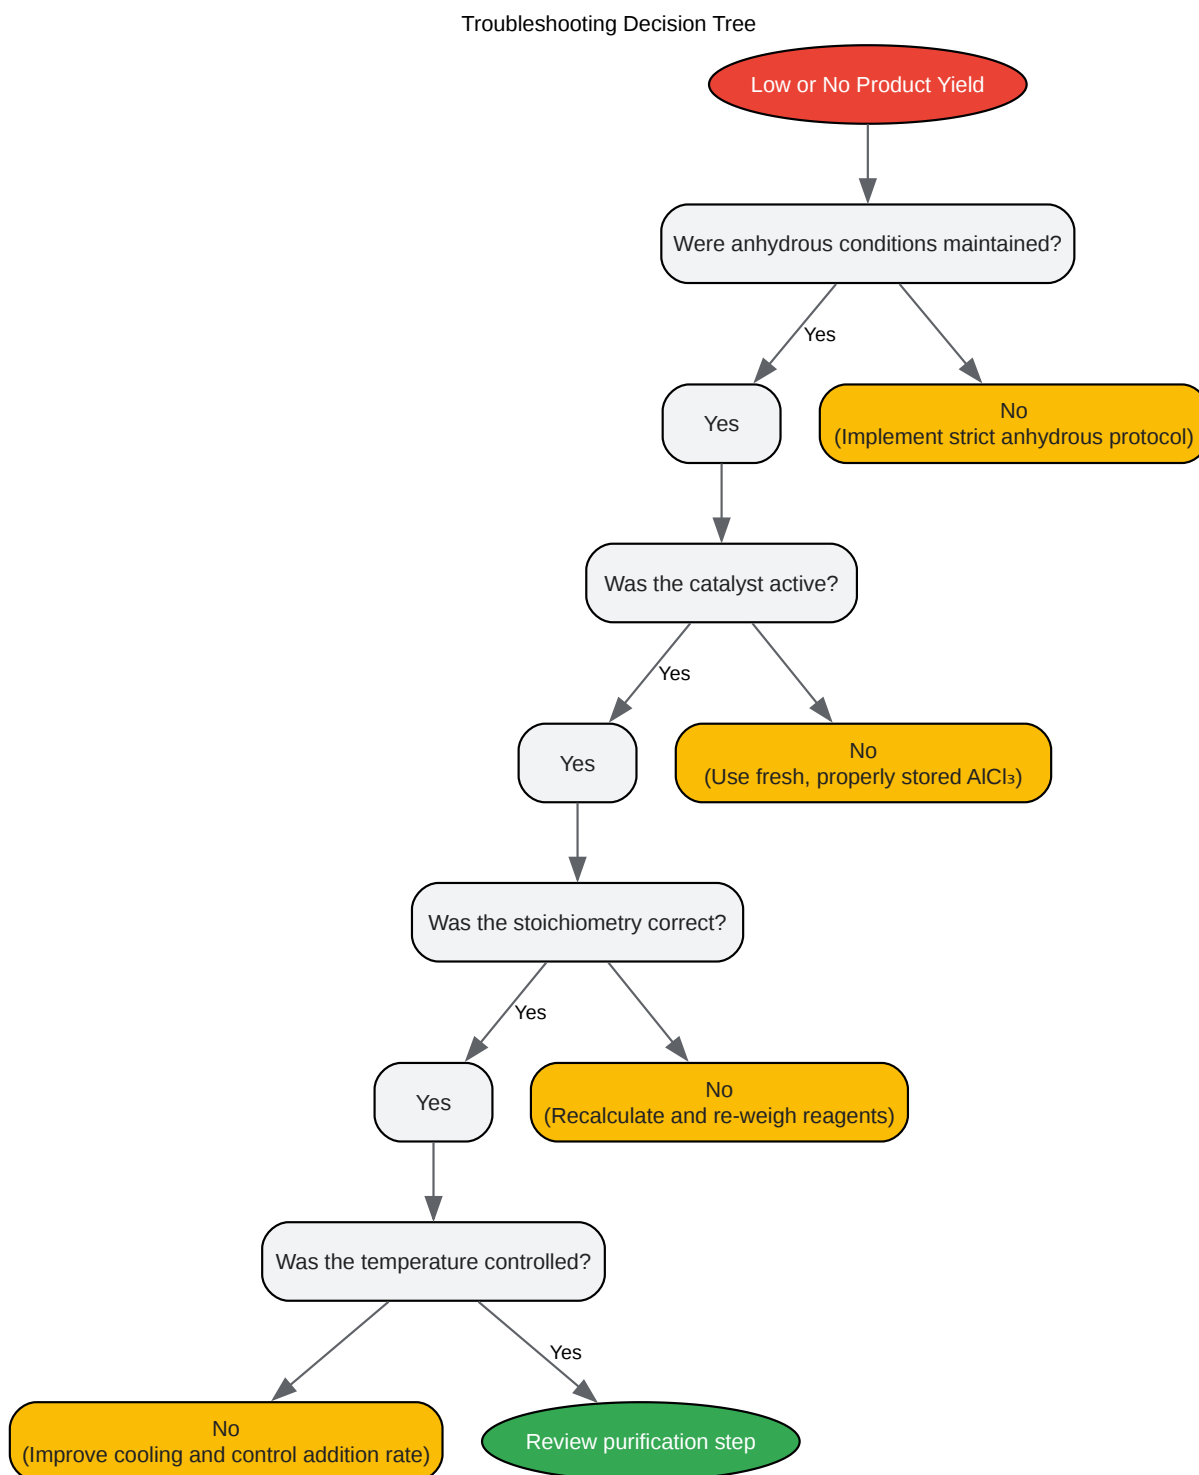 Troubleshooting Decision Tree
Low or No Product Yield
Were anhydrous conditions maintained?
Yes
Yes
No
(Implement strict anhydrous protocol)
Was the catalyst active?
Yes
Yes
No
(Use fresh, properly stored AlCl₃)
Was the stoichiometry correct?
Yes
Yes
No
(Recalculate and re-weigh reagents)
Was the temperature controlled?
Yes
No
(Improve cooling and control addition rate)
Review purification step